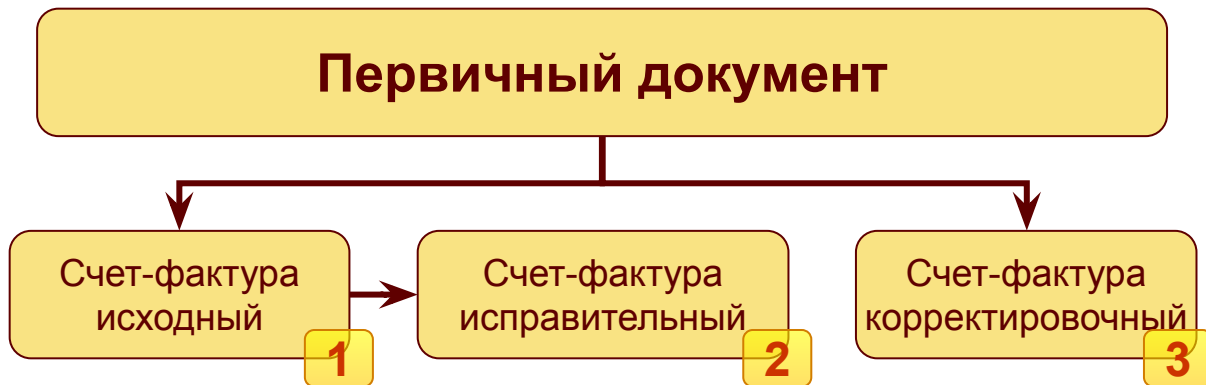 Первичный документ
Счет-фактура
исходный
1
Счет-фактура
исправительный
2
Счет-фактура
корректировочный
3